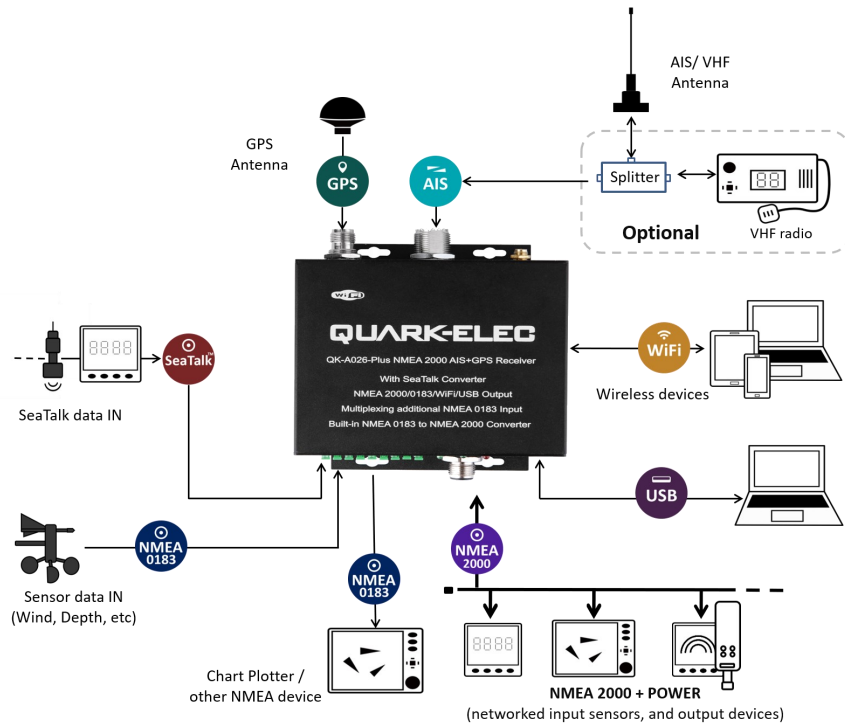 AIS/ VHF
Antenna
GPS
Antenna
GPS
AIS
Splitter
Optional
VHF radio
WiFi
QUARK-ELEC
QK-A026-Plus NMEA 2000 AIS+GPS Receiver
With SeaTalk Converter
NMEA 2000/0183/WiFi/USB Output
Multiplexing additional NMEA 0183 Input
Built-in NMEA 0183 to NMEA 2000 Converter
SeaTalk™
SeaTalk data IN
WiFi
Wireless devices
USB
NMEA
0183
Sensor data IN
(Wind, Depth, etc)
NMEA
0183
NMEA
2000
Chart Plotter /
other NMEA device
NMEA 2000 + POWER
(networked input sensors, and output devices)